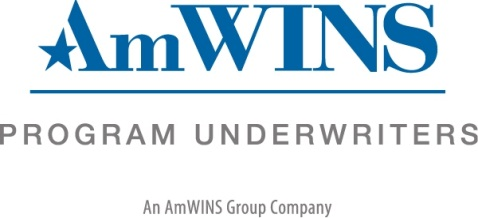 AmWINS
PROGRAM UNDERWRITERS
An AmWINS Group Company